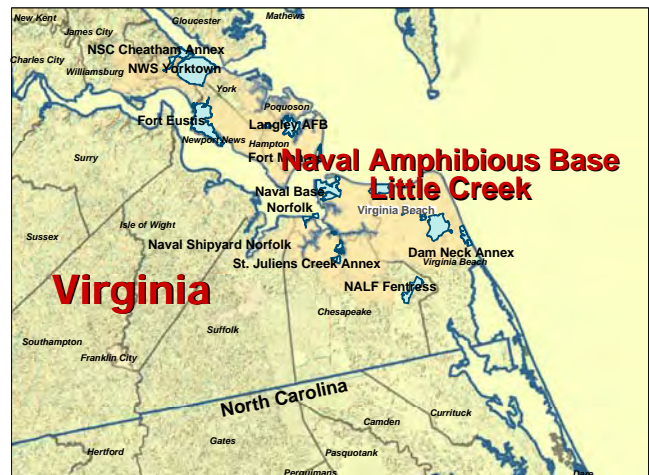 New Kent
Gloucester
Mathews
James City
NSC Cheatham Annex
Charles City
Williamsburg
NWS Yorktown
York
Poquoson
Fort Eustis
Langley AFB
Newport News
Hampton
Surry
Naval Amphibious Base
Little Creek
Naval Base
Norfolk
Virginia Beach
Isle of Wight
Sussex
Naval Shipyard Norfolk
Dam Neck Annex
St. Juliens Creek Annex
Virginia Beach
Virginia
NALF Fentress
Chesapeake
Suffolk
Southampton
Franklin City
North Carolina
Currituck
Camden
Gates
Hertford
Pasquotank
Perquimans
Dare